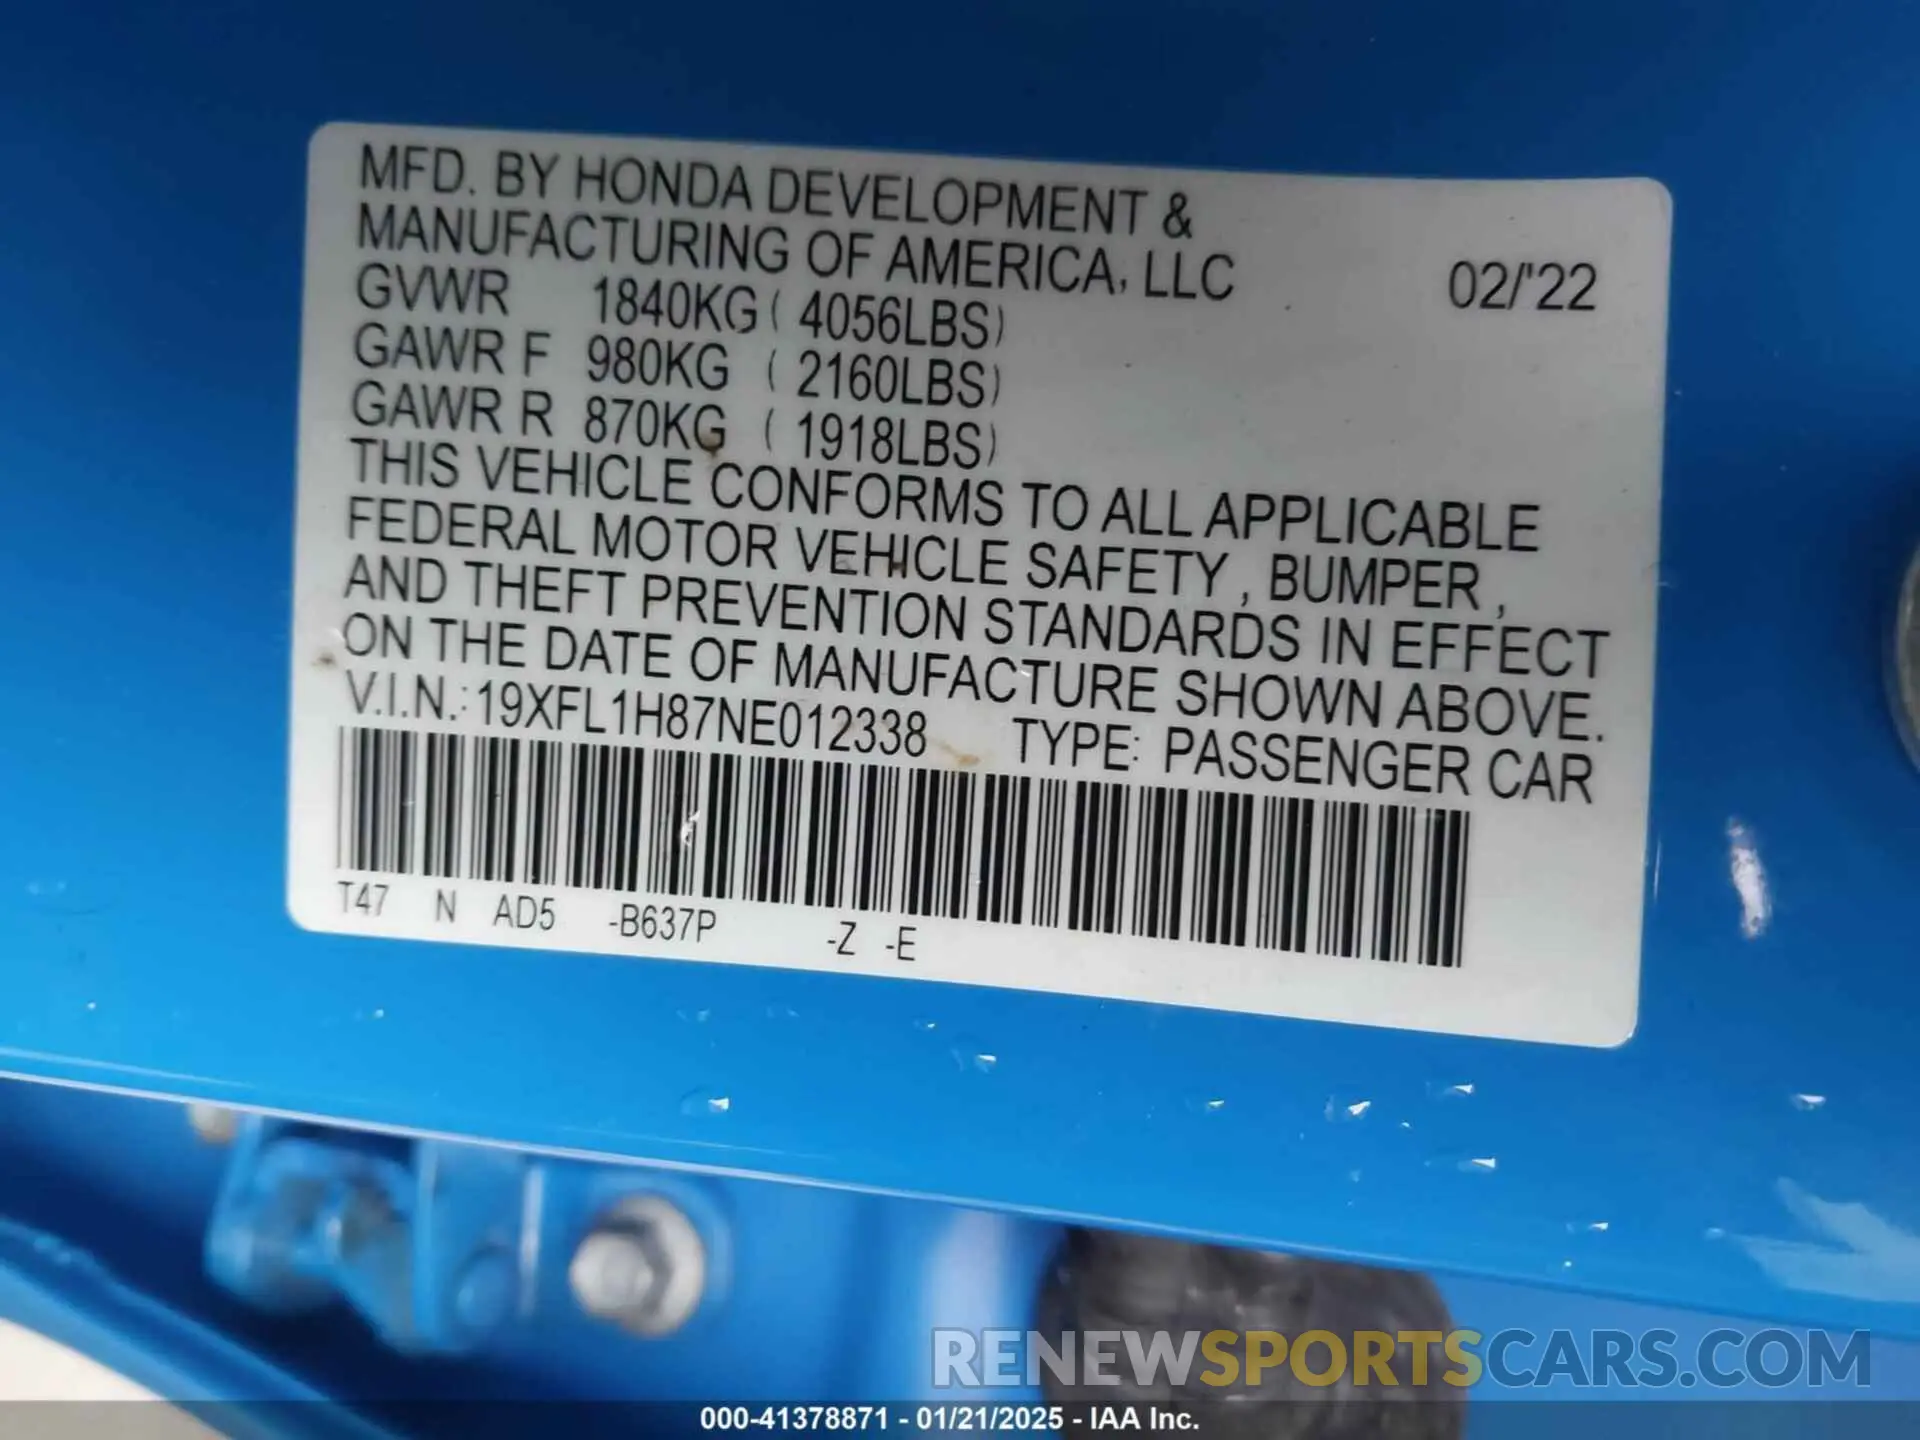 MFD. BY HONDA DEVELOPMENT &
MANUFACTURING OF AMERICA, LLC 02/'22
GVWR 1840KG ( 4056LBS)
GAWR F 980KG ( 2160LBS)
GAWR R 870KG ( 1918LBS)
THIS VEHICLE CONFORMS TO ALL APPLICABLE
FEDERAL MOTOR VEHICLE SAFETY , BUMPER ,
AND THEFT PREVENTION STANDARDS IN EFFECT
ON THE DATE OF MANUFACTURE SHOWN ABOVE.
V.I.N.: 19XFL1H87NE012338 TYPE: PASSENGER CAR
T47 N AD5 -B637P -Z -E
RENEWSPORTSCARS.COM
000-41378871 - 01/21/2025 - IAA Inc.